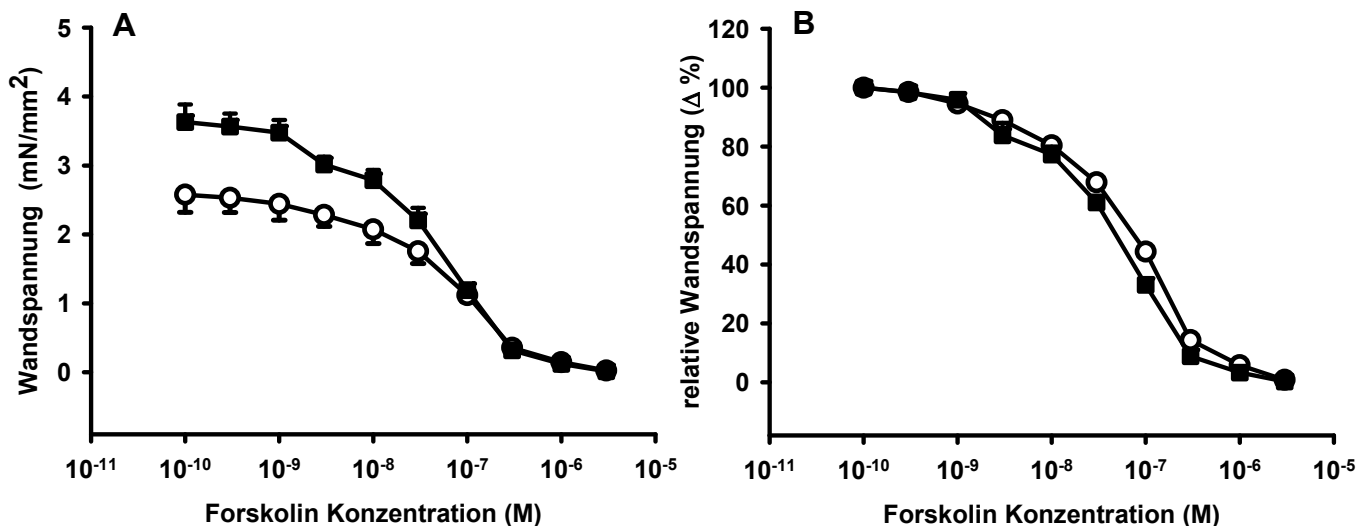 A
Wandspannung (mN/mm²)
5
4
3
2
1
0
10⁻¹¹ 10⁻¹⁰ 10⁻⁹ 10⁻⁸ 10⁻⁷ 10⁻⁶ 10⁻⁵
Forskolin Konzentration (M)
B
relative Wandspannung (Δ %)
120
100
80
60
40
20
0
10⁻¹¹ 10⁻¹⁰ 10⁻⁹ 10⁻⁸ 10⁻⁷ 10⁻⁶ 10⁻⁵
Forskolin Konzentration (M)